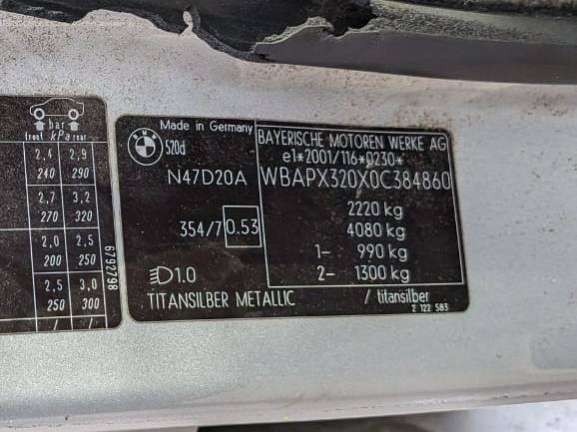 bar
front kPa rear
2,4 2,9
240 290
2,7 3,2
270 320
2,0 2,5
200 250
2,5 3,0
250 300
6792798
BMW
Made in Germany
520d
N47D20A
354/7 0.53
1.0
TITANSILBER METALLIC
BAYERISCHE MOTOREN WERKE AG
e1*2001/116*0230*
WBAPX320X0C384860
2220 kg
4080 kg
1- 990 kg
2- 1300 kg
/ titansilber
2 122 583